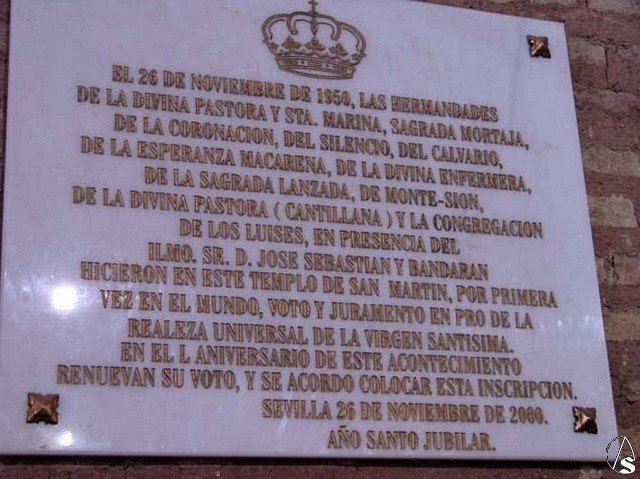 EL 26 DE NOVIEMBRE DE 1950, LAS HERMANDADES
DE LA DIVINA PASTORA Y STA. MARINA, SAGRADA MORTAJA,
DE LA CORONACION, DEL SILENCIO, DEL CALVARIO,
DE LA ESPERANZA MACARENA, DE LA DIVINA ENFERMERA,
DE LA SAGRADA LANZADA, DE MONTE-SION,
DE LA DIVINA PASTORA ( CANTILLANA ) Y LA CONGREGACION
DE LOS LUISES, EN PRESENCIA DEL
ILMO. SR. D. JOSE SEBASTIAN Y BANDARAN
HICIERON EN ESTE TEMPLO DE SAN MARTIN, POR PRIMERA
VEZ EN EL MUNDO, VOTO Y JURAMENTO EN PRO DE LA
REALEZA UNIVERSAL DE LA VIRGEN SANTISIMA.
EN EL L ANIVERSARIO DE ESTE ACONTECIMIENTO
RENUEVAN SU VOTO, Y SE ACORDO COLOCAR ESTA INSCRIPCION.
SEVILLA 26 DE NOVIEMBRE DE 2000.
AÑO SANTO JUBILAR.